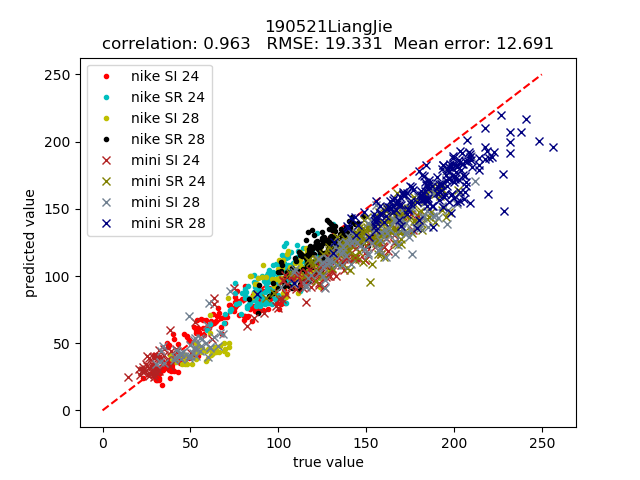 190521LiangJie
correlation: 0.963   RMSE: 19.331  Mean error: 12.691
250
200
150
100
50
0
predicted value
nike SI 24
nike SR 24
nike SI 28
nike SR 28
mini SI 24
mini SR 24
mini SI 28
mini SR 28
0 50 100 150 200 250
true value